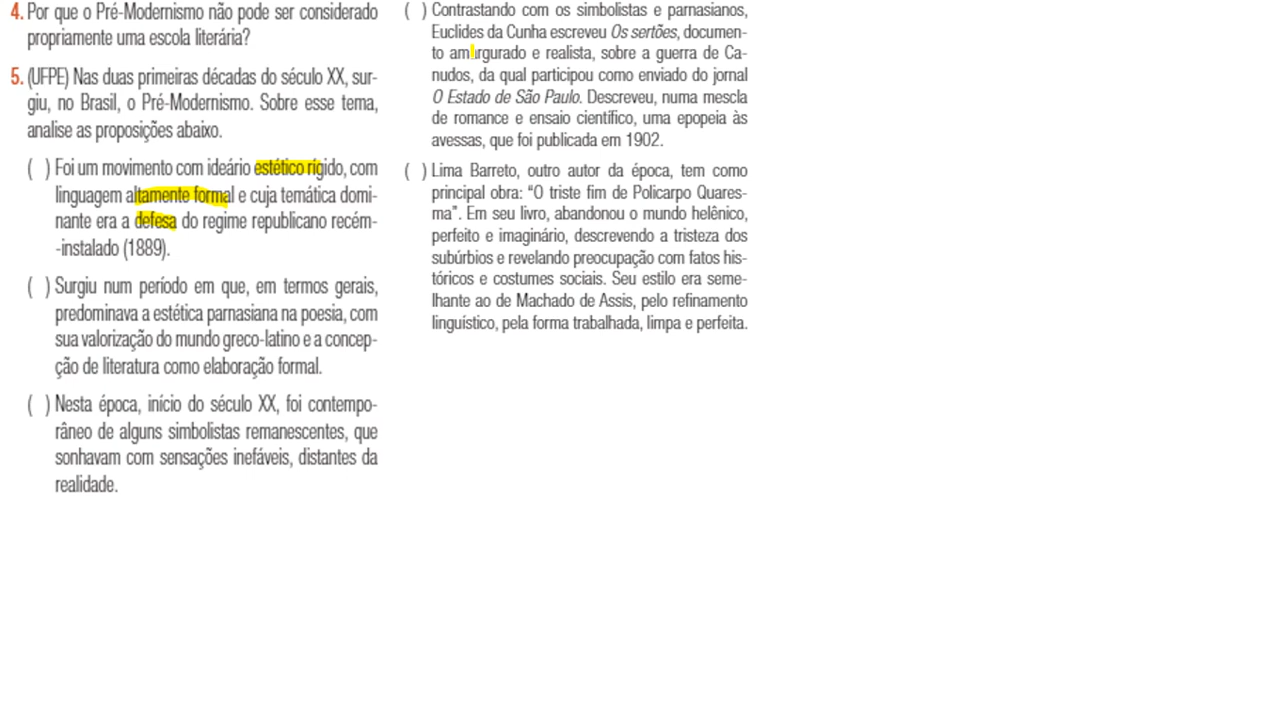 4. Por que o Pré-Modernismo não pode ser considerado
propriamente uma escola literária?
5. (UFPE) Nas duas primeiras décadas do século XX, sur-
giu, no Brasil, o Pré-Modernismo. Sobre esse tema,
analise as proposições abaixo.
( ) Foi um movimento com ideário estético rígido, com
linguagem altamente formal e cuja temática domi-
nante era a defesa do regime republicano recém-
-instalado (1889).
( ) Surgiu num período em que, em termos gerais,
predominava a estética parnasiana na poesia, com
sua valorização do mundo greco-latino e a concep-
ção de literatura como elaboração formal.
( ) Nesta época, início do século XX, foi contempo-
râneo de alguns simbolistas remanescentes, que
sonhavam com sensações inefáveis, distantes da
realidade.
( ) Contrastando com os simbolistas e parnasianos,
Euclides da Cunha escreveu Os sertões, documen-
to amargurado e realista, sobre a guerra de Ca-
nudos, da qual participou como enviado do jornal
O Estado de São Paulo. Descreveu, numa mescla
de romance e ensaio científico, uma epopeia às
avessas, que foi publicada em 1902.
( ) Lima Barreto, outro autor da época, tem como
principal obra: “O triste fim de Policarpo Quares-
ma”. Em seu livro, abandonou o mundo helênico,
perfeito e imaginário, descrevendo a tristeza dos
subúrbios e revelando preocupação com fatos his-
tóricos e costumes sociais. Seu estilo era seme-
lhante ao de Machado de Assis, pelo refinamento
linguístico, pela forma trabalhada, limpa e perfeita.